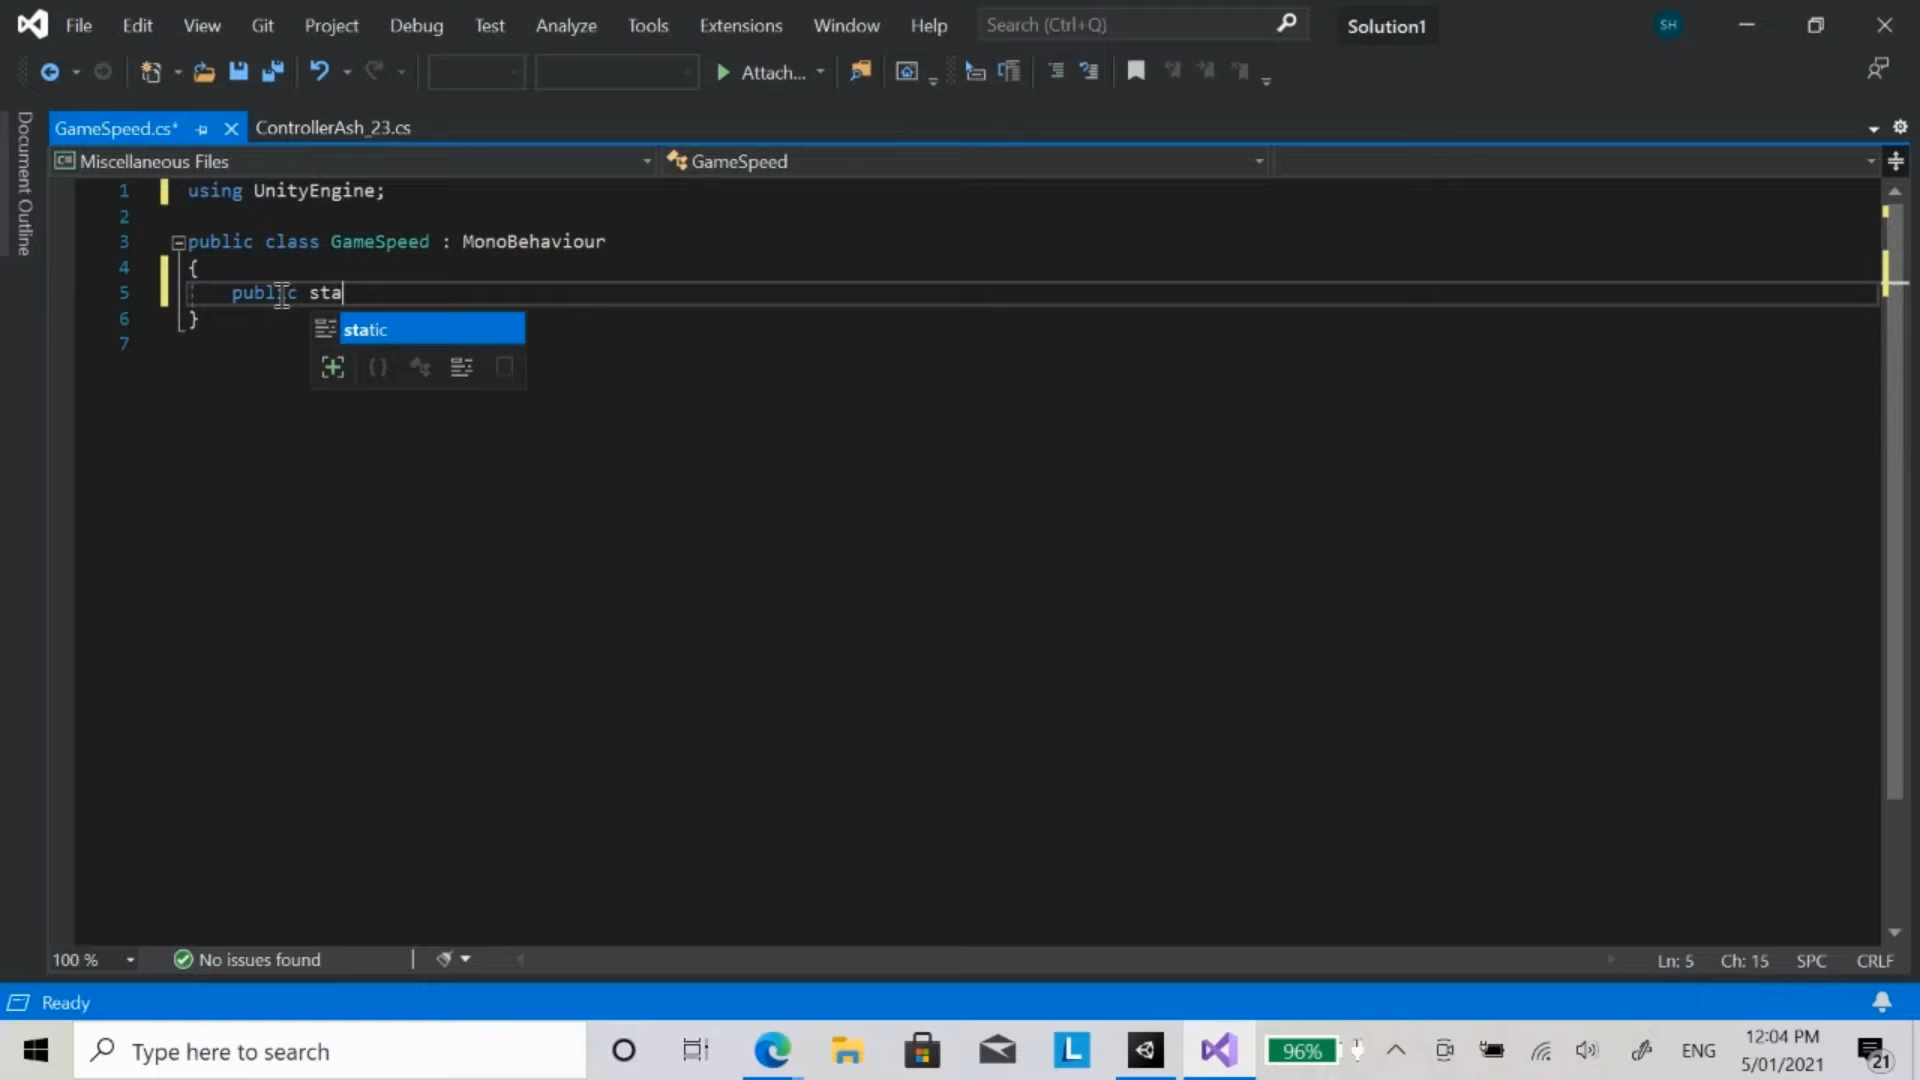 File Edit View Git Project Debug Test Analyze Tools Extensions Window Help Search (Ctrl+Q) Solution1 SH
Attach...
Document Outline
GameSpeed.cs* ControllerAsh_23.cs
C# Miscellaneous Files GameSpeed
1 using UnityEngine;
2
3 public class GameSpeed : MonoBehaviour
4 {
5 public sta
static
6 }
7
100 % No issues found Ln: 5 Ch: 15 SPC CRLF
Ready
Type here to search L 96% ENG 12:04 PM
5/01/2021 21